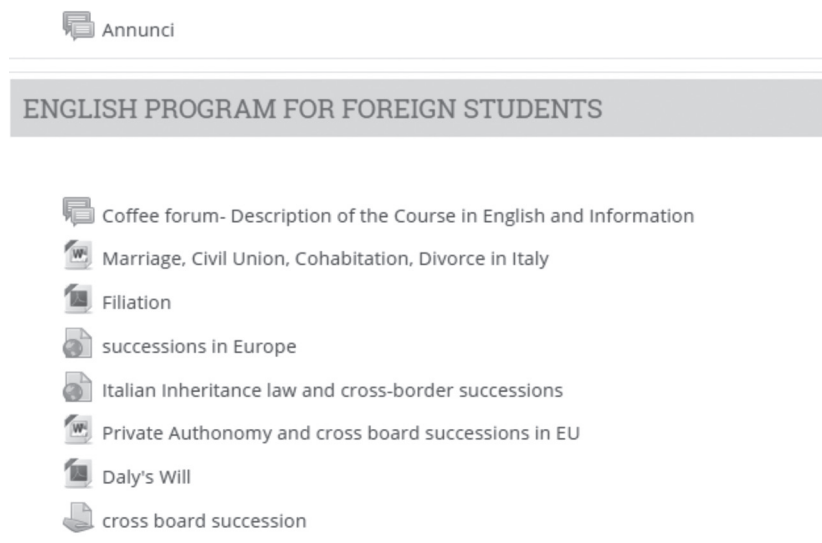 Annunci
ENGLISH PROGRAM FOR FOREIGN STUDENTS
Coffee forum- Description of the Course in English and Information
Marriage, Civil Union, Cohabitation, Divorce in Italy
Filiation
successions in Europe
Italian Inheritance law and cross-border successions
Private Authonomy and cross board successions in EU
Daly's Will
cross board succession